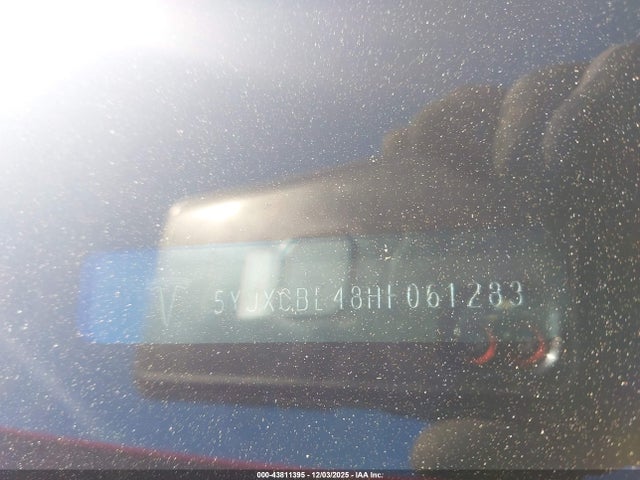 V 5YJXCBE48HF061283
000-43811395 - 12/03/2025 - IAA Inc.